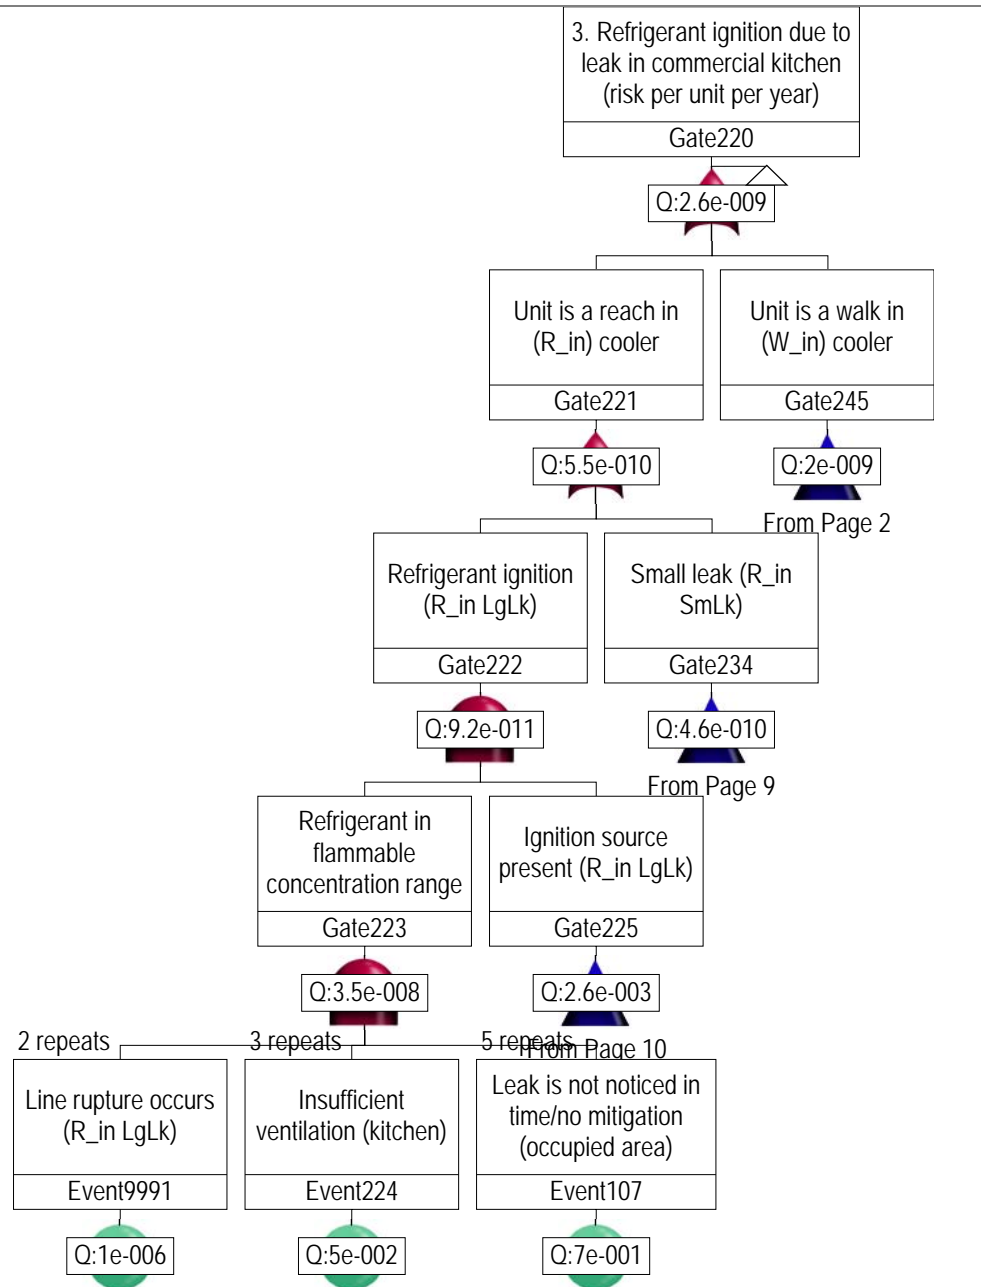 3. Refrigerant ignition due to
leak in commercial kitchen
(risk per unit per year)
Gate220
Q:2.6e-009
Unit is a reach in
(R_in) cooler
Gate221
Q:5.5e-010
Unit is a walk in
(W_in) cooler
Gate245
Q:2e-009
From Page 2
Refrigerant ignition
(R_in LgLk)
Gate222
Q:9.2e-011
Small leak (R_in
SmLk)
Gate234
Q:4.6e-010
From Page 9
Refrigerant in
flammable
concentration range
Gate223
Q:3.5e-008
Ignition source
present (R_in LgLk)
Gate225
Q:2.6e-003
From Page 10
2 repeats
Line rupture occurs
(R_in LgLk)
Event9991
Q:1e-006
3 repeats
Insufficient
ventilation (kitchen)
Event224
Q:5e-002
5 repeats
Leak is not noticed in
time/no mitigation
(occupied area)
Event107
Q:7e-001